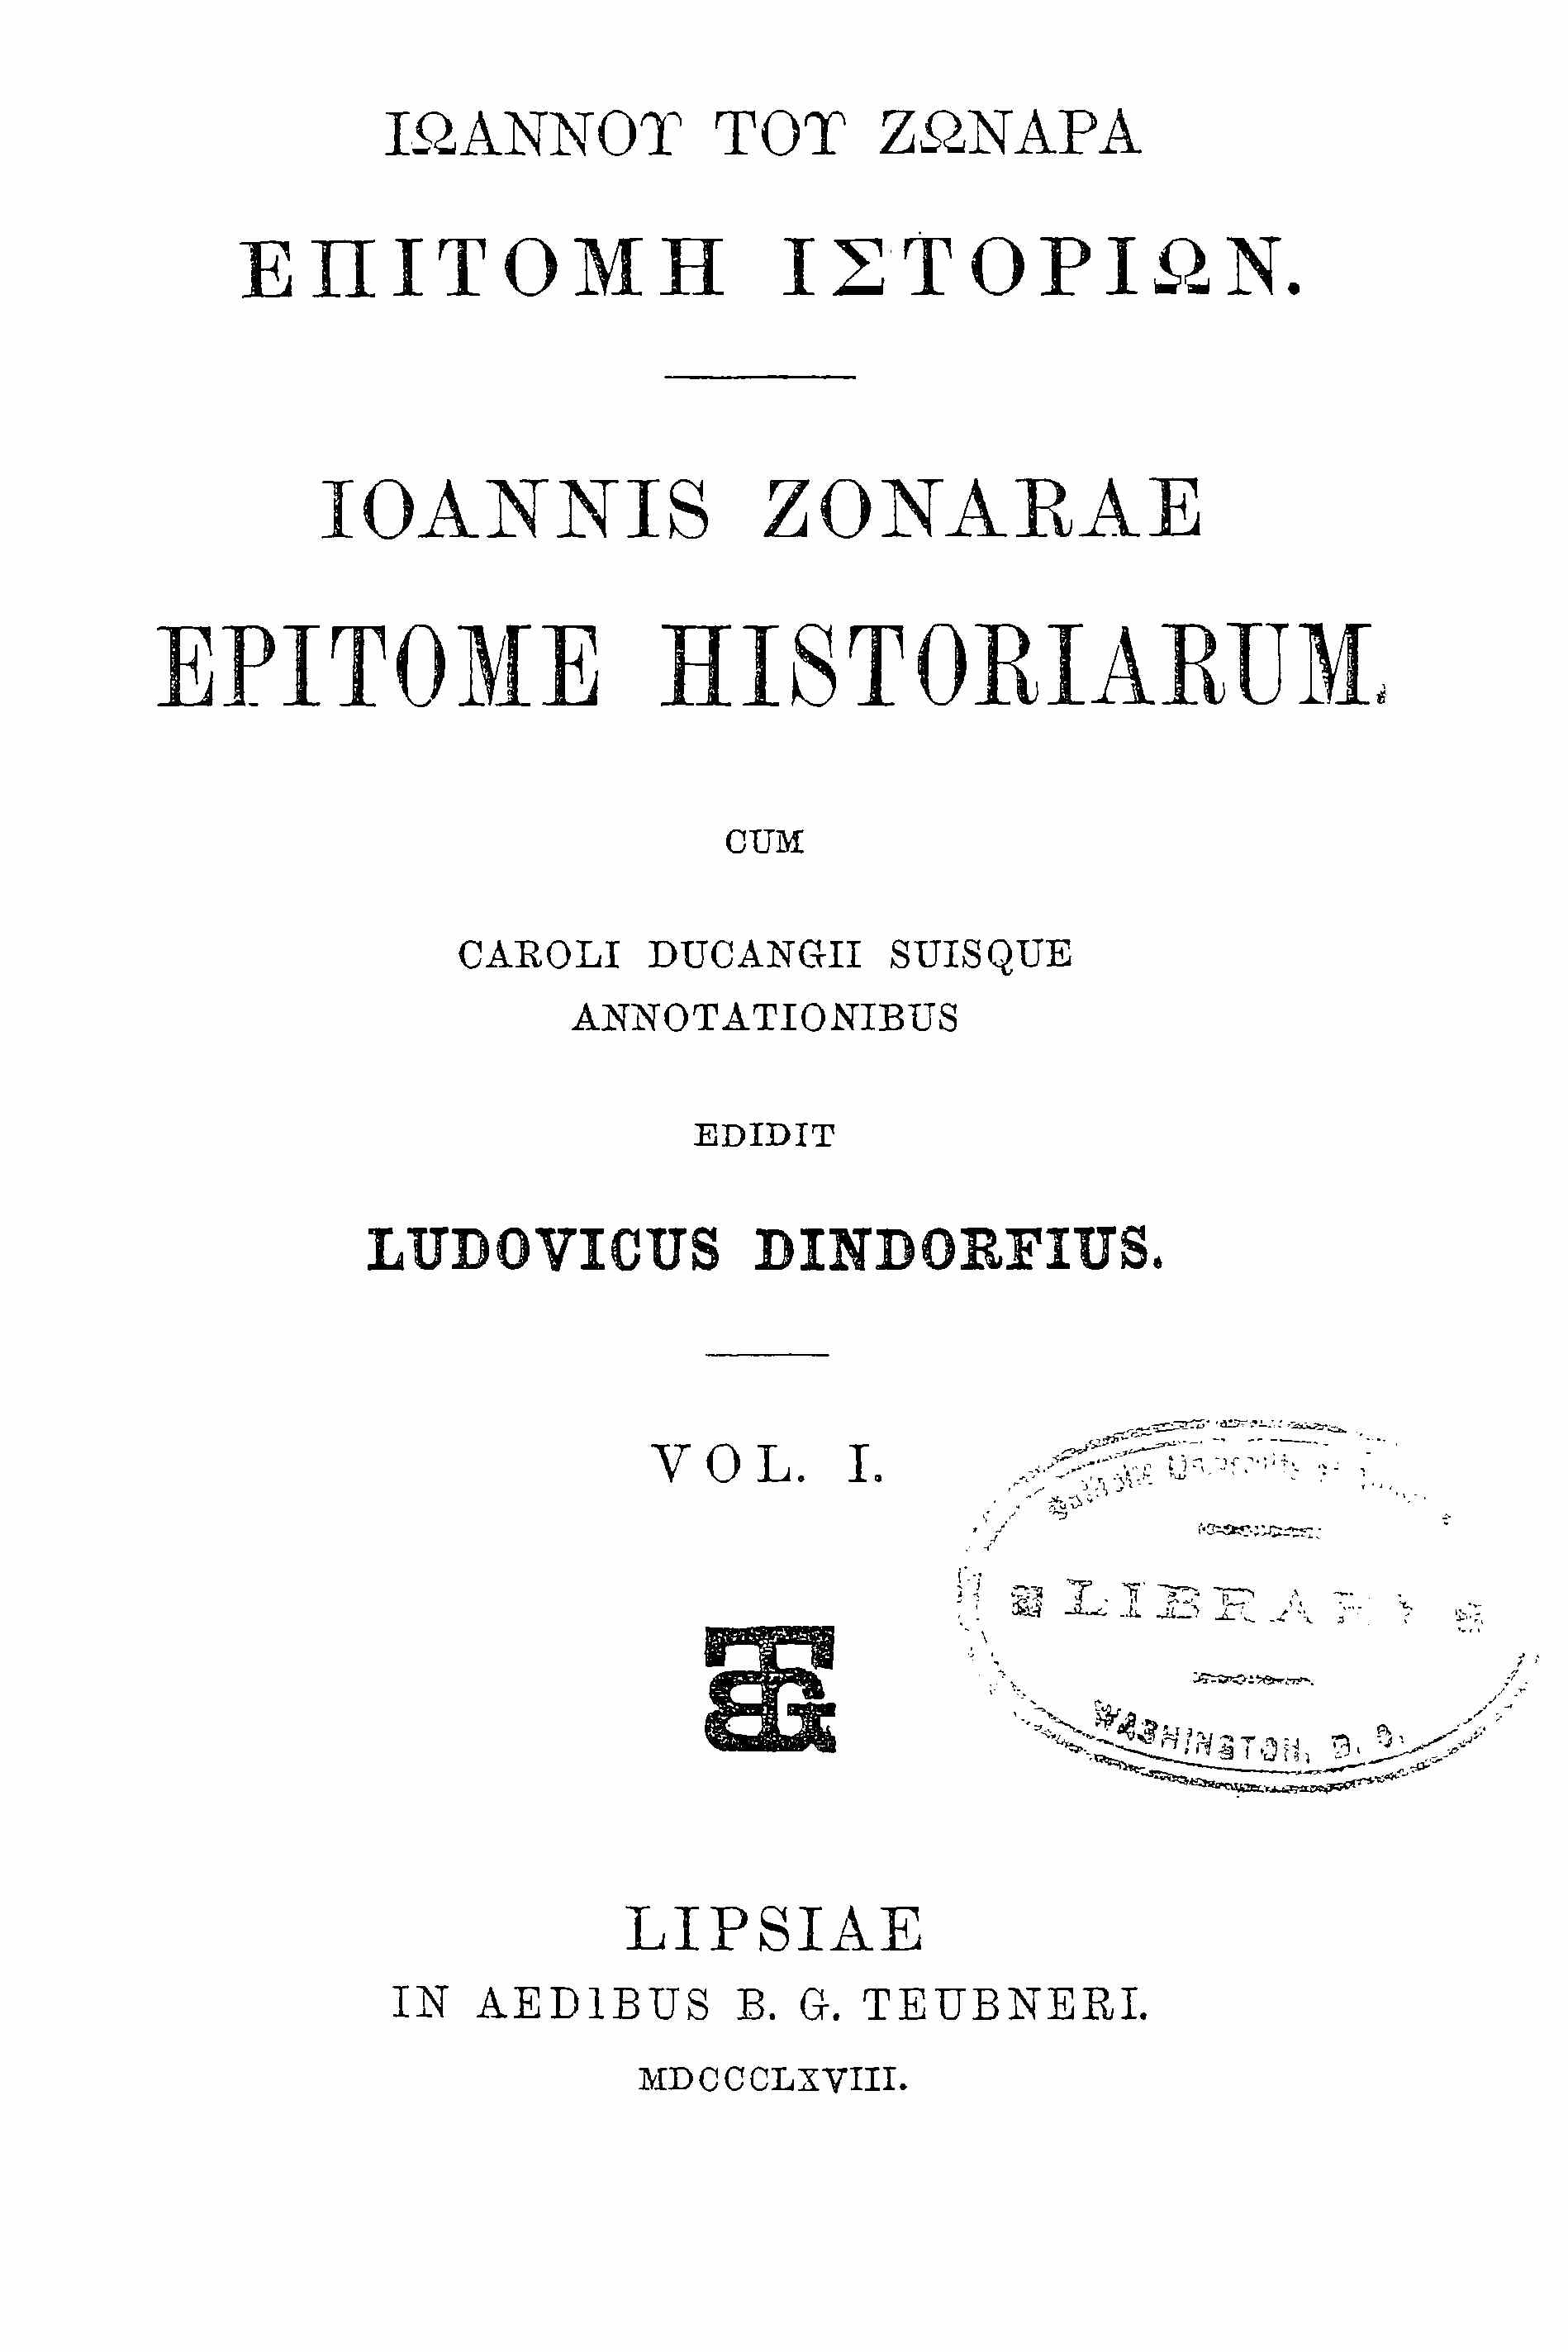 ΙΩΑΝΝΟΥ ΤΟΥ ΖΩΝΑΡΑ
ΕΠΙΤΟΜΗ ΙΣΤΟΡΙΩΝ.
IOANNIS ZONARAE
EPITOME HISTORIARUM.
CUM
CAROLI DUCANGII SUISQUE
ANNOTATIONIBUS
EDIDIT
LUDOVICUS DINDORFIUS.
VOL. I.
LIBRARY
WASHINGTON, D. C.
BTG
LIPSIAE
IN AEDIBUS B. G. TEUBNERI.
MDCCCLXVIII.